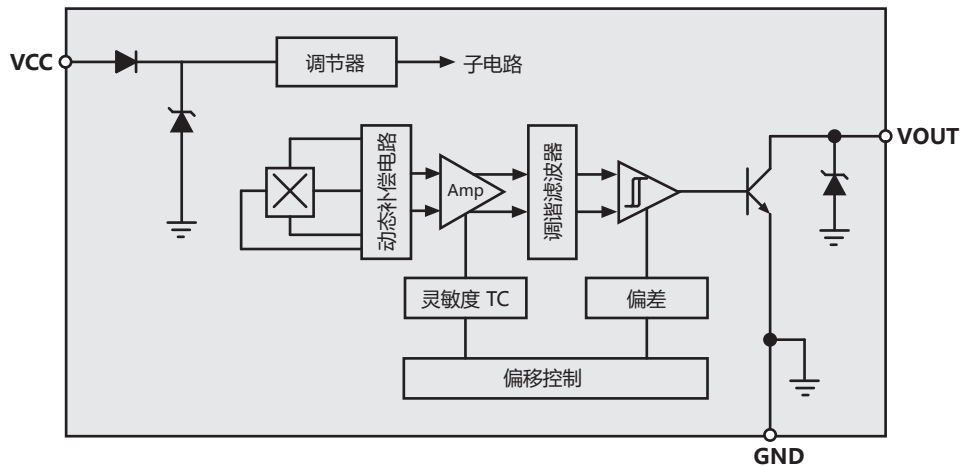 VCC
调节器
子电路
VOUT
动态补偿电路
Amp
调谐滤波器
灵敏度 TC
偏差
偏移控制
GND